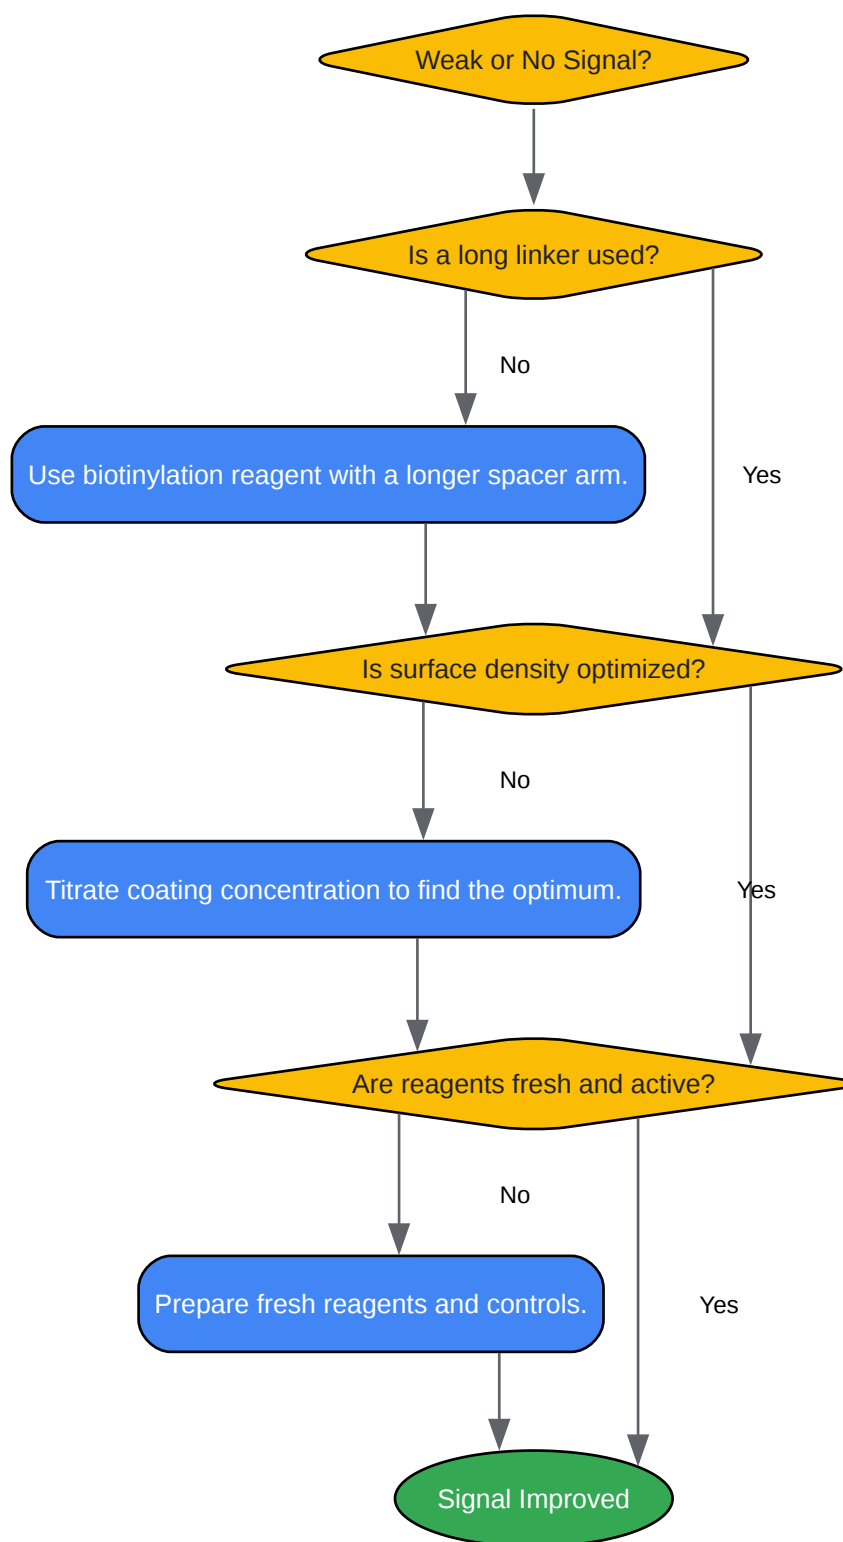 Weak or No Signal?
Is a long linker used?
No
Use biotinylation reagent with a longer spacer arm.
Yes
Is surface density optimized?
No
Titrate coating concentration to find the optimum.
Yes
Are reagents fresh and active?
No
Prepare fresh reagents and controls.
Yes
Signal Improved